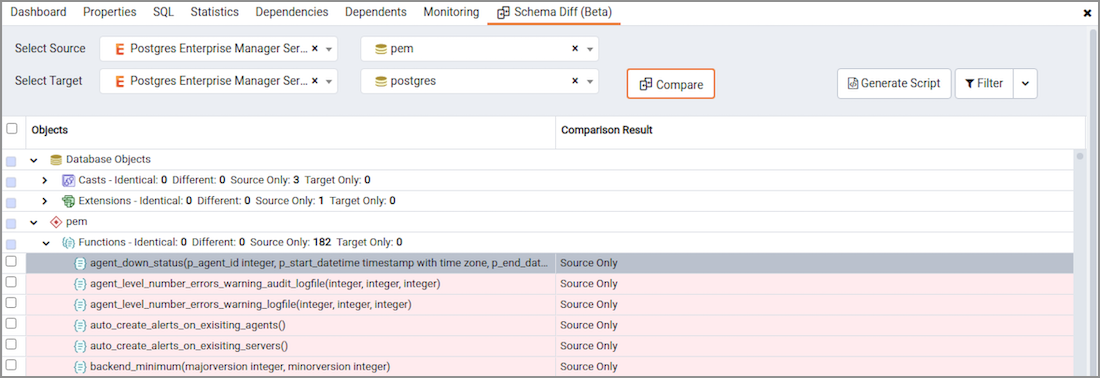 Dashboard Properties SQL Statistics Dependencies Dependents Monitoring Schema Diff (Beta)
Select Source Postgres Enterprise Manager Ser... pem
Select Target Postgres Enterprise Manager Ser... postgres Compare Generate Script Filter
Objects Comparison Result
Database Objects
Casts - Identical: 0 Different: 0 Source Only: 3 Target Only: 0
Extensions - Identical: 0 Different: 0 Source Only: 1 Target Only: 0
pem
Functions - Identical: 0 Different: 0 Source Only: 182 Target Only: 0
agent_down_status(p_agent_id integer, p_start_datetime timestamp with time zone, p_end_dat... Source Only
agent_level_number_errors_warning_audit_logfile(integer, integer, integer) Source Only
agent_level_number_errors_warning_logfile(integer, integer, integer) Source Only
auto_create_alerts_on_exisiting_agents() Source Only
auto_create_alerts_on_exisiting_servers() Source Only
backend_minimum(majorversion integer, minorversion integer) Source Only